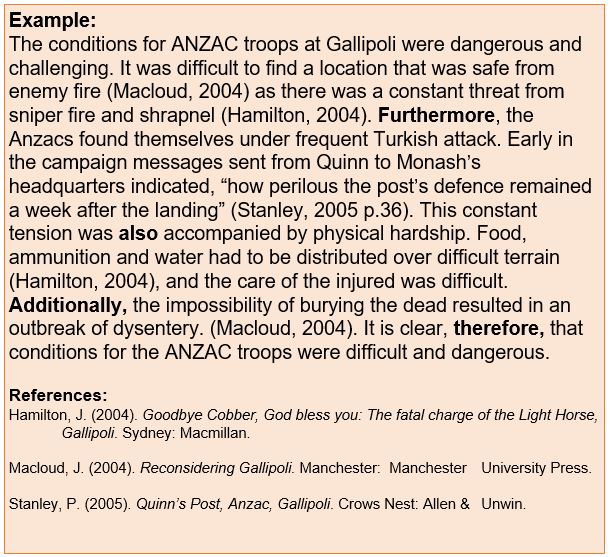 Example:
The conditions for ANZAC troops at Gallipoli were dangerous and
challenging. It was difficult to find a location that was safe from
enemy fire (Macloud, 2004) as there was a constant threat from
sniper fire and shrapnel (Hamilton, 2004). Furthermore, the
Anzacs found themselves under frequent Turkish attack. Early in
the campaign messages sent from Quinn to Monash’s
headquarters indicated, “how perilous the post’s defence remained
a week after the landing” (Stanley, 2005 p.36). This constant
tension was also accompanied by physical hardship. Food,
ammunition and water had to be distributed over difficult terrain
(Hamilton, 2004), and the care of the injured was difficult.
Additionally, the impossibility of burying the dead resulted in an
outbreak of dysentery. (Macloud, 2004). It is clear, therefore, that
conditions for the ANZAC troops were difficult and dangerous.
References:
Hamilton, J. (2004). Goodbye Cobber, God bless you: The fatal charge of the Light Horse,
Gallipoli. Sydney: Macmillan.
Macloud, J. (2004). Reconsidering Gallipoli. Manchester: Manchester University Press.
Stanley, P. (2005). Quinn’s Post, Anzac, Gallipoli. Crows Nest: Allen & Unwin.